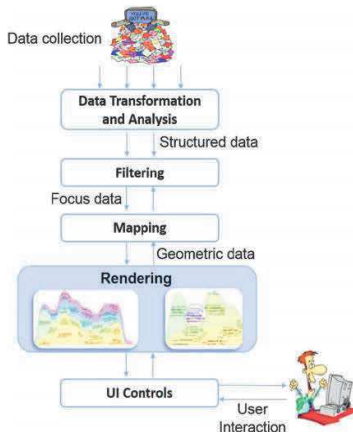 Data collection
Data Transformation
and Analysis
Structured data
Filtering
Focus data
Mapping
Geometric data
Rendering
UI Controls
User
Interaction